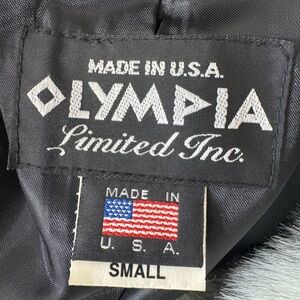 MADE IN U.S.A.
OLYMPIA
Limited Inc.
MADE IN
U. S. A.
SMALL